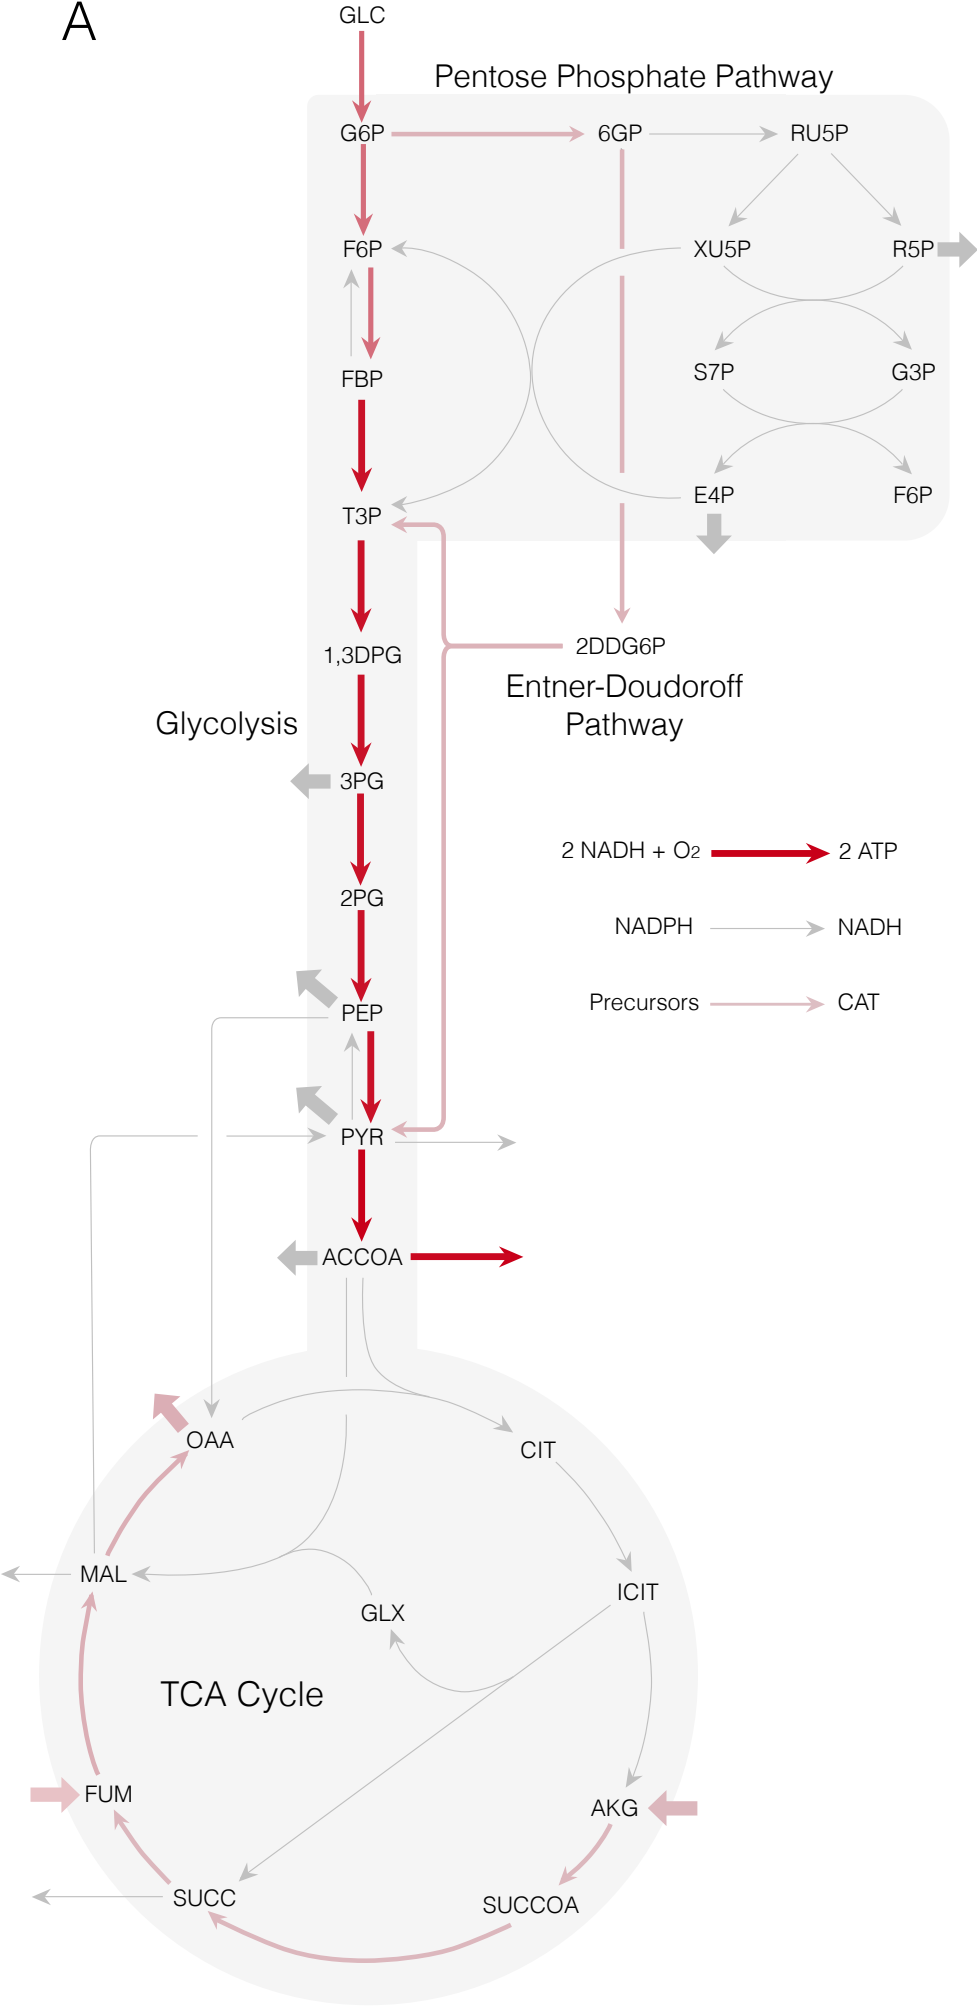 A
GLC
Pentose Phosphate Pathway
G6P
6GP
RU5P
F6P
XU5P
R5P
FBP
S7P
G3P
T3P
E4P
F6P
1,3DPG
2DDG6P
Entner-Doudoroff
Pathway
Glycolysis
3PG
2 NADH + O2
2 ATP
2PG
NADPH
NADH
Precursors
CAT
PEP
PYR
ACCOA
OAA
CIT
MAL
ICIT
GLX
TCA Cycle
FUM
AKG
SUCC
SUCCOA